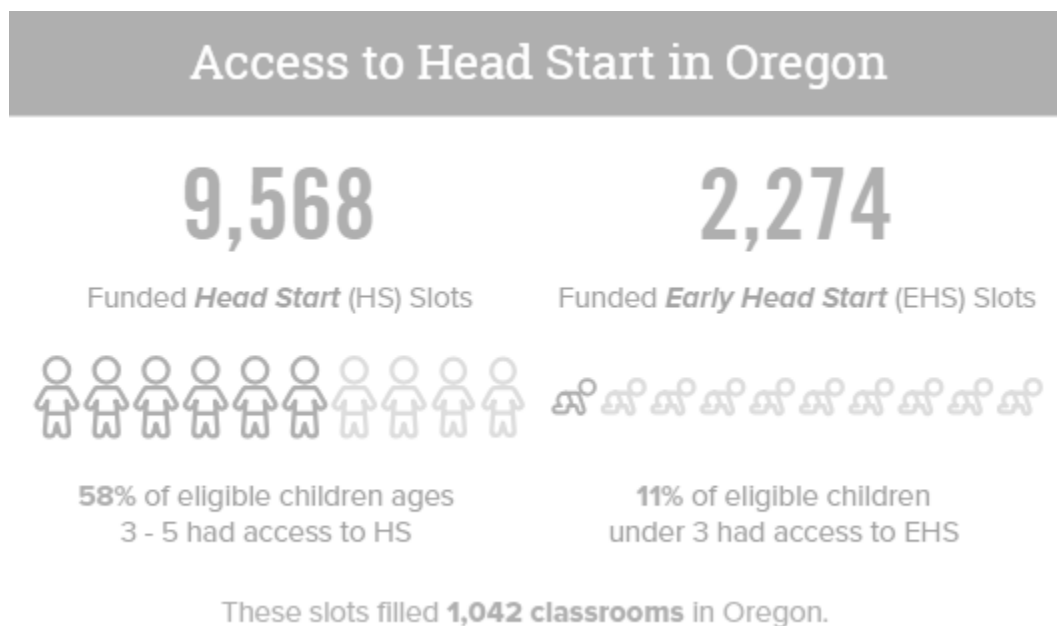 Access to Head Start in Oregon
9,568
Funded Head Start (HS) Slots
58% of eligible children ages
3 - 5 had access to HS
2,274
Funded Early Head Start (EHS) Slots
11% of eligible children
under 3 had access to EHS
These slots filled 1,042 classrooms in Oregon.